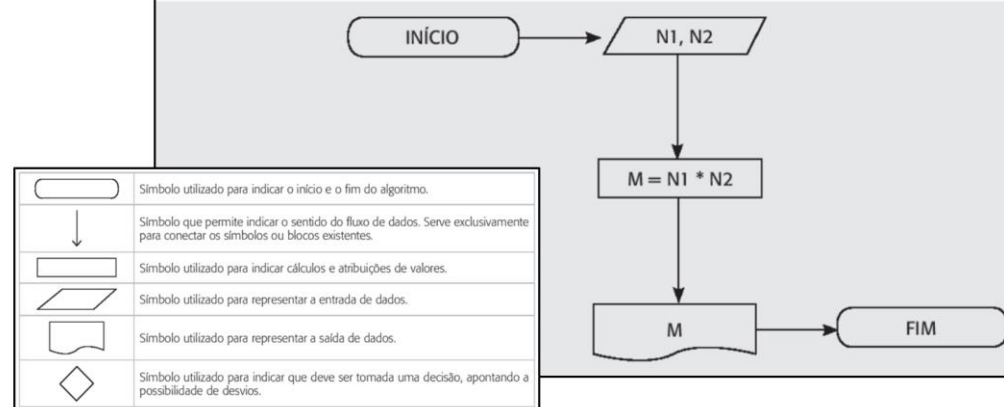 INÍCIO
N1, N2
M = N1 * N2
M
FIM
Símbolo utilizado para indicar o início e o fim do algoritmo.
Símbolo que permite indicar o sentido do fluxo de dados. Serve exclusivamente
para conectar os símbolos ou blocos existentes.
Símbolo utilizado para indicar cálculos e atribuições de valores.
Símbolo utilizado para representar a entrada de dados.
Símbolo utilizado para representar a saída de dados.
Símbolo utilizado para indicar que deve ser tomada uma decisão, apontando a
possibilidade de desvios.